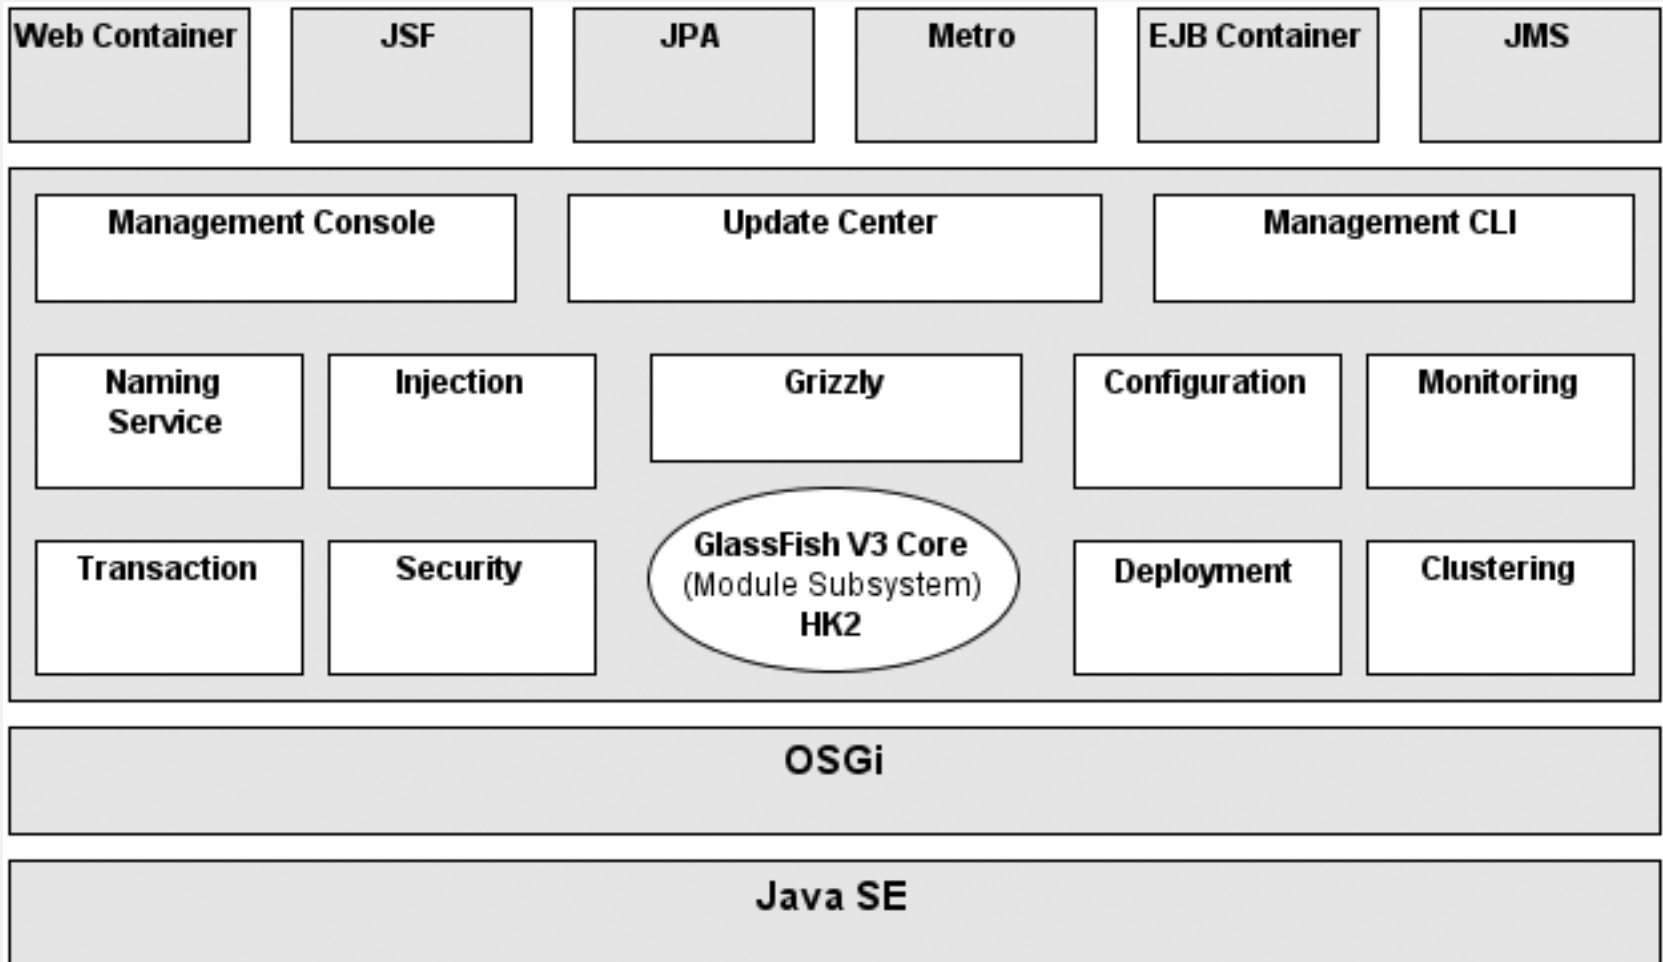 Web Container
JSF
JPA
Metro
EJB Container
JMS
Management Console
Update Center
Management CLI
Naming
Service
Injection
Grizzly
Configuration
Monitoring
Transaction
Security
GlassFish V3 Core
(Module Subsystem)
HK2
Deployment
Clustering
OSGi
Java SE